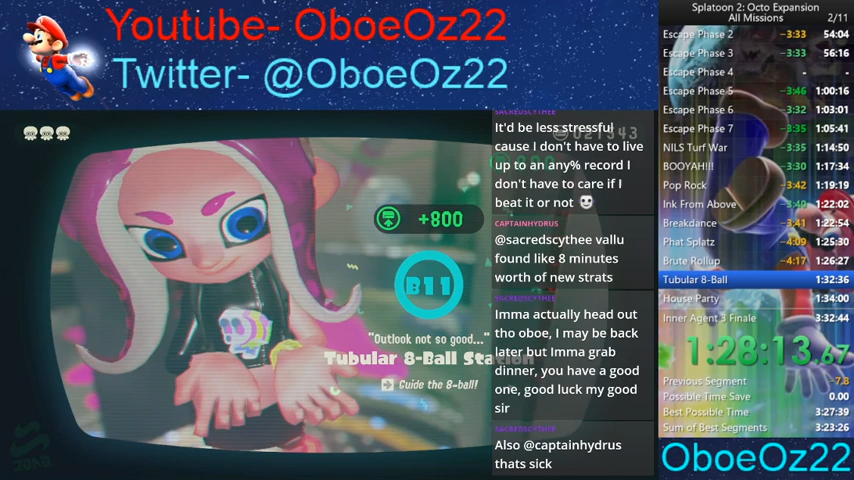 Youtube- OboeOz22
Twitter- @OboeOz22
Splatoon 2: Octo Expansion
All Missions 2/11
Escape Phase 2 −3:33 54:04
Escape Phase 3 −3:33 56:16
Escape Phase 4 - -
Escape Phase 5 −3:46 1:00:16
Escape Phase 6 −3:32 1:03:01
Escape Phase 7 −3:35 1:05:41
NILS Turf War −3:35 1:14:50
BOOYAH!!! −3:30 1:17:34
Pop Rock −3:42 1:19:19
Ink From Above −3:40 1:22:02
Breakdance −3:41 1:22:54
Phat Splatz −4:09 1:25:30
Brute Rollup −4:17 1:26:27
Tubular 8-Ball 1:32:36
House Party 1:34:00
Inner Agent 3 Finale 3:32:44
1:28:13.67
Previous Segment −7.8
Possible Time Save 0.00
Best Possible Time 3:27:39
Sum of Best Segments 3:23:26
OboeOz22
SACREDSCYTHEE
It'd be less stressful
cause I don't have to live
up to an any% record I
don't have to care if I
beat it or not
CAPTAINHYDRUS
@sacredscythee vallu
found like 8 minutes
worth of new strats
SACREDSCYTHEE
Imma actually head out
tho oboe, I may be back
later but Imma grab
dinner, you have a good
one, good luck my good
sir
SACREDSCYTHEE
Also @captainhydrus
thats sick
+800
B11
"Outlook not so good..."
Tubular 8-Ball Station
Guide the 8-ball!